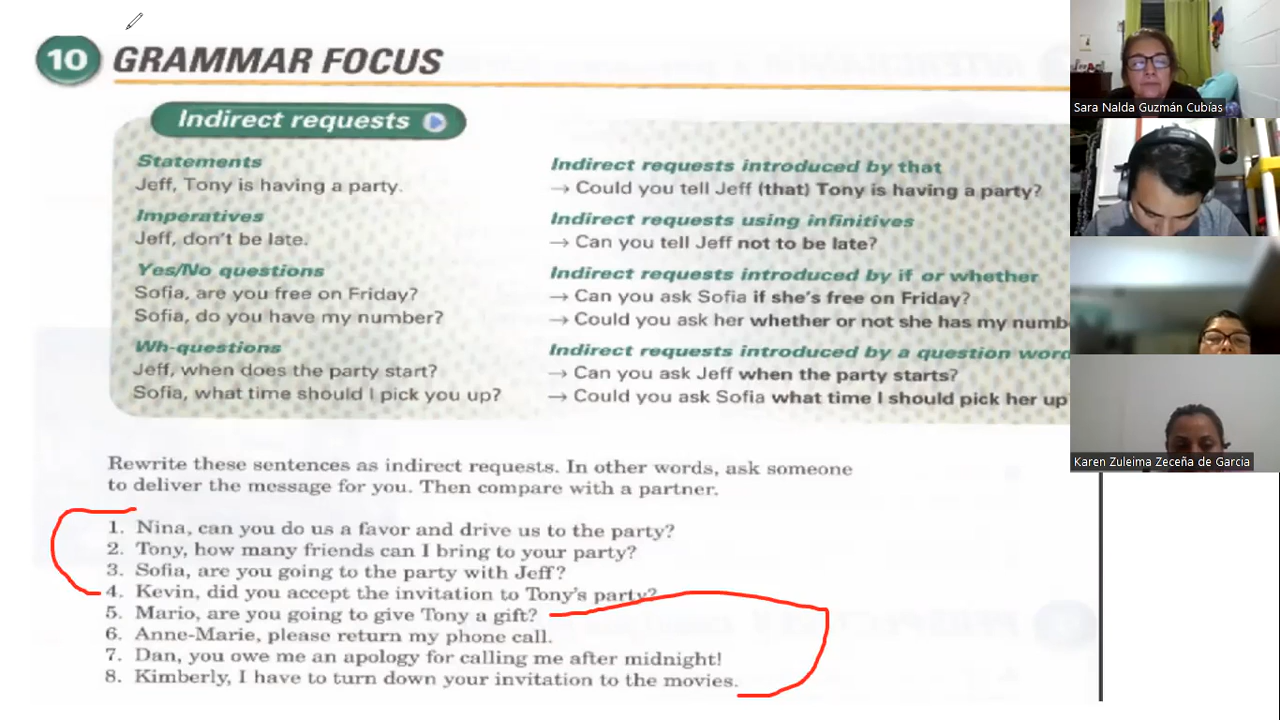 10 GRAMMAR FOCUS
Indirect requests
Statements
Jeff, Tony is having a party.
Imperatives
Jeff, don't be late.
Yes/No questions
Sofia, are you free on Friday?
Sofia, do you have my number?
Wh-questions
Jeff, when does the party start?
Sofia, what time should I pick you up?
Indirect requests introduced by that
→ Could you tell Jeff (that) Tony is having a party?
Indirect requests using infinitives
→ Can you tell Jeff not to be late?
Indirect requests introduced by if or whether
→ Can you ask Sofia if she's free on Friday?
→ Could you ask her whether or not she has my numb
Indirect requests introduced by a question word
→ Can you ask Jeff when the party starts?
→ Could you ask Sofia what time I should pick her up
Rewrite these sentences as indirect requests. In other words, ask someone
to deliver the message for you. Then compare with a partner.
1. Nina, can you do us a favor and drive us to the party?
2. Tony, how many friends can I bring to your party?
3. Sofia, are you going to the party with Jeff?
4. Kevin, did you accept the invitation to Tony's party?
5. Mario, are you going to give Tony a gift?
6. Anne-Marie, please return my phone call.
7. Dan, you owe me an apology for calling me after midnight!
8. Kimberly, I have to turn down your invitation to the movies.
Sara Nalda Guzmán Cubías
Karen Zuleima Zeceña de Garcia